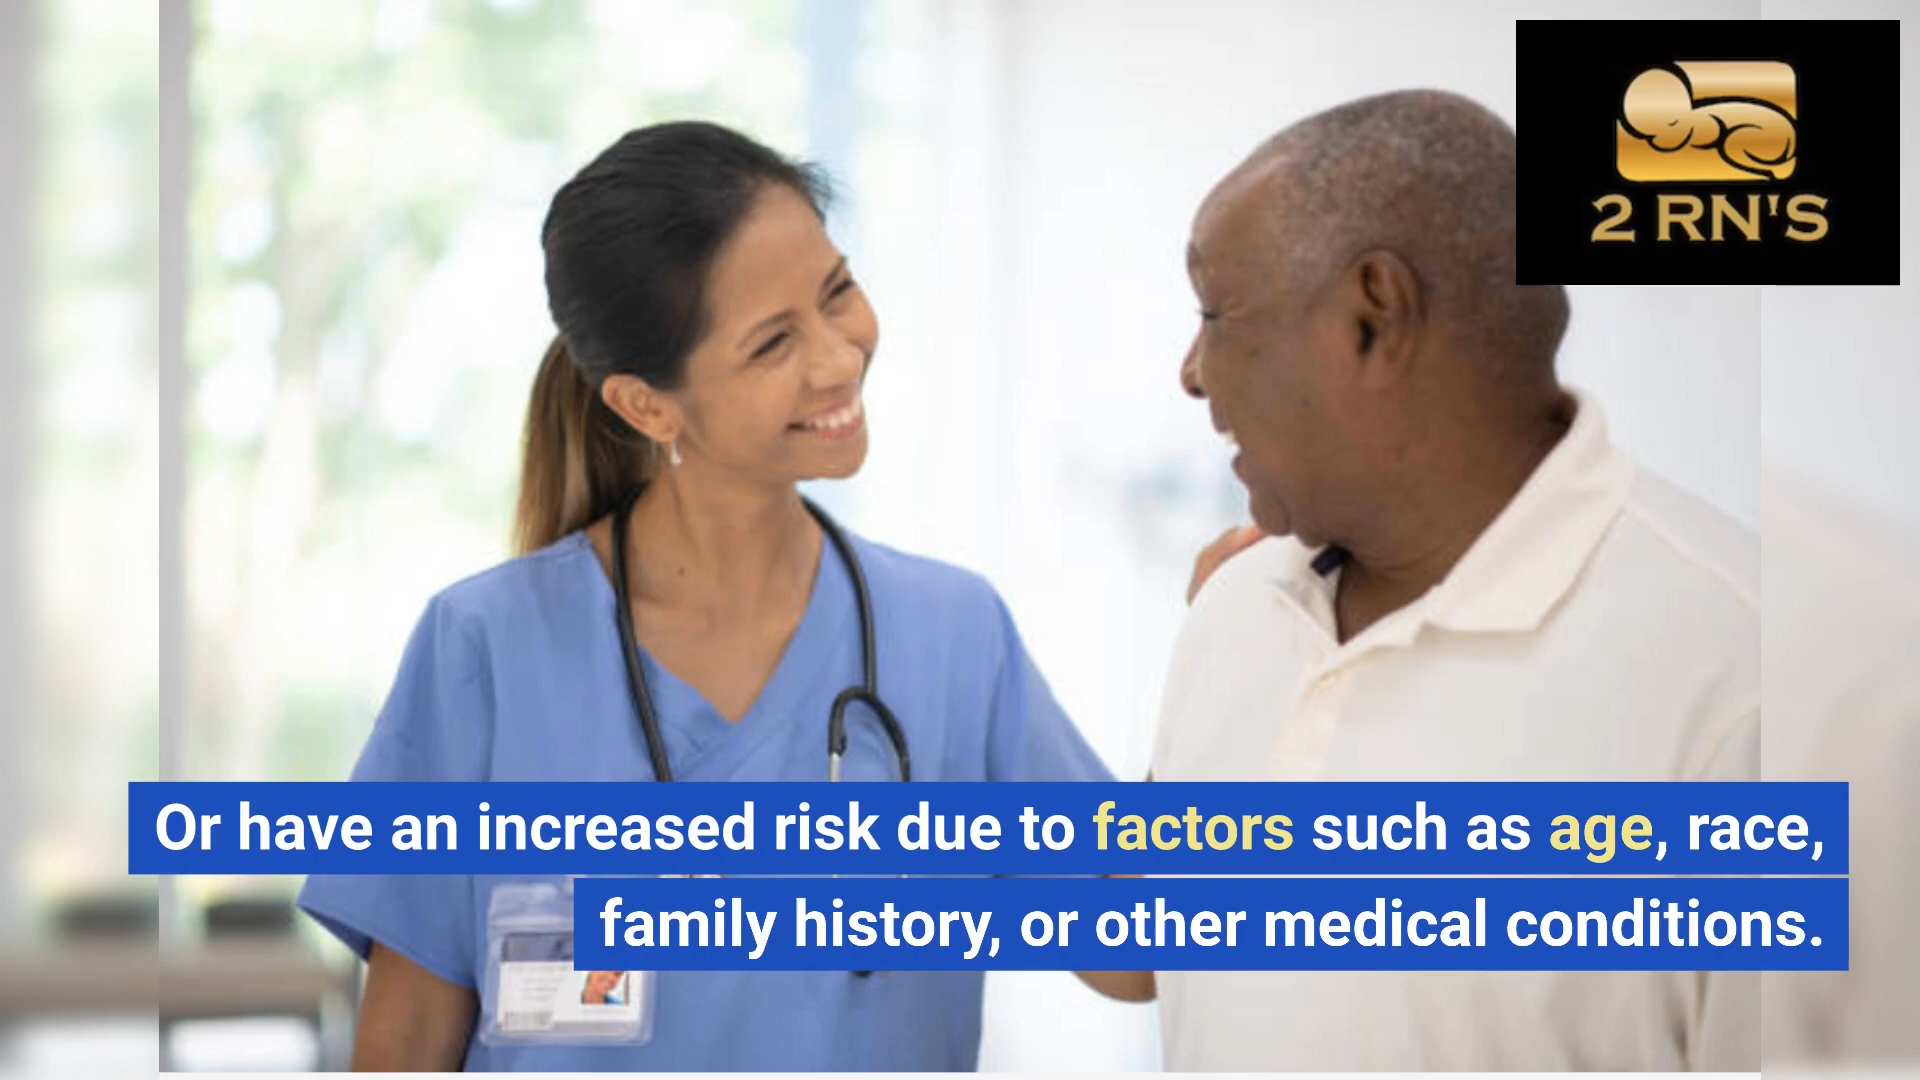 2 RN'S
Or have an increased risk due to factors such as age, race,
family history, or other medical conditions.